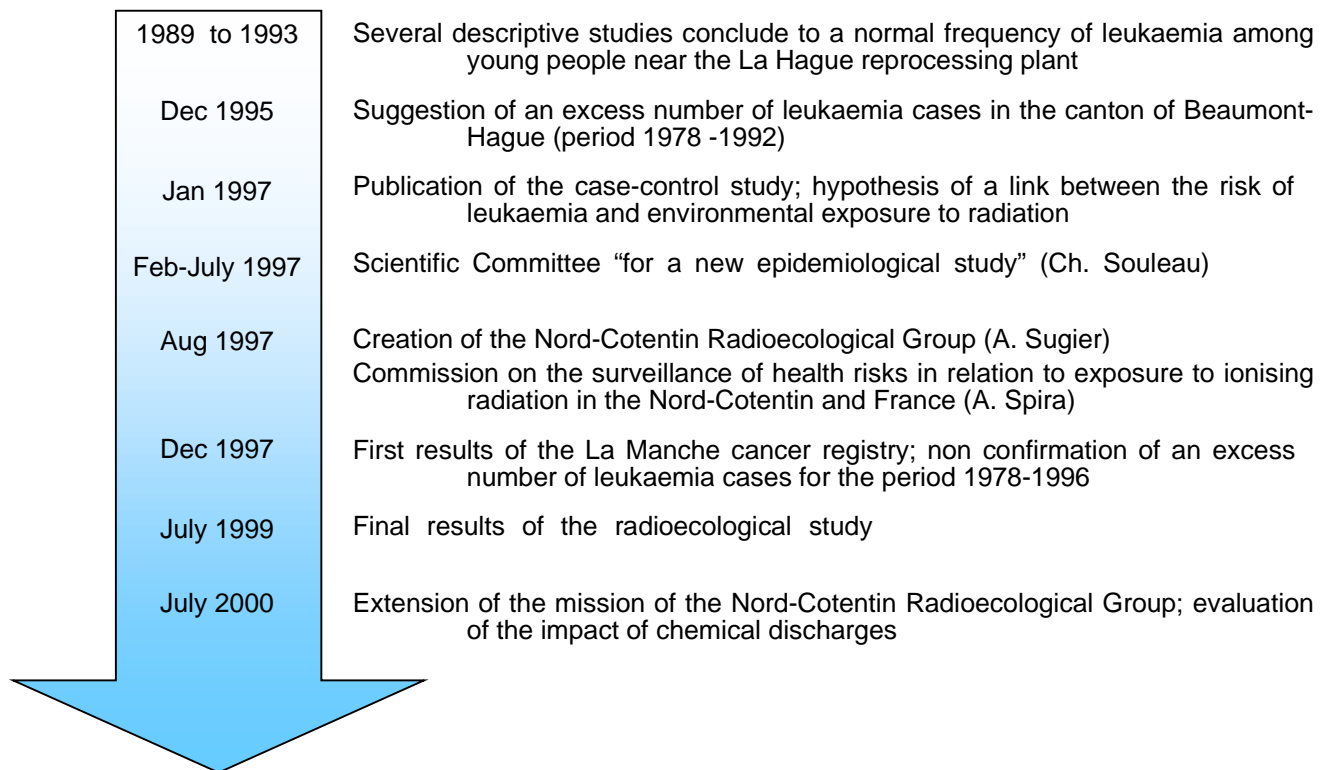 1989 to 1993
Several descriptive studies conclude to a normal frequency of leukaemia among
young people near the La Hague reprocessing plant
Dec 1995
Suggestion of an excess number of leukaemia cases in the canton of Beaumont-
Hague (period 1978 -1992)
Jan 1997
Publication of the case-control study; hypothesis of a link between the risk of
leukaemia and environmental exposure to radiation
Feb-July 1997
Scientific Committee “for a new epidemiological study” (Ch. Souleau)
Aug 1997
Creation of the Nord-Cotentin Radioecological Group (A. Sugier)
Commission on the surveillance of health risks in relation to exposure to ionising
radiation in the Nord-Cotentin and France (A. Spira)
Dec 1997
First results of the La Manche cancer registry; non confirmation of an excess
number of leukaemia cases for the period 1978-1996
July 1999
Final results of the radioecological study
July 2000
Extension of the mission of the Nord-Cotentin Radioecological Group; evaluation
of the impact of chemical discharges